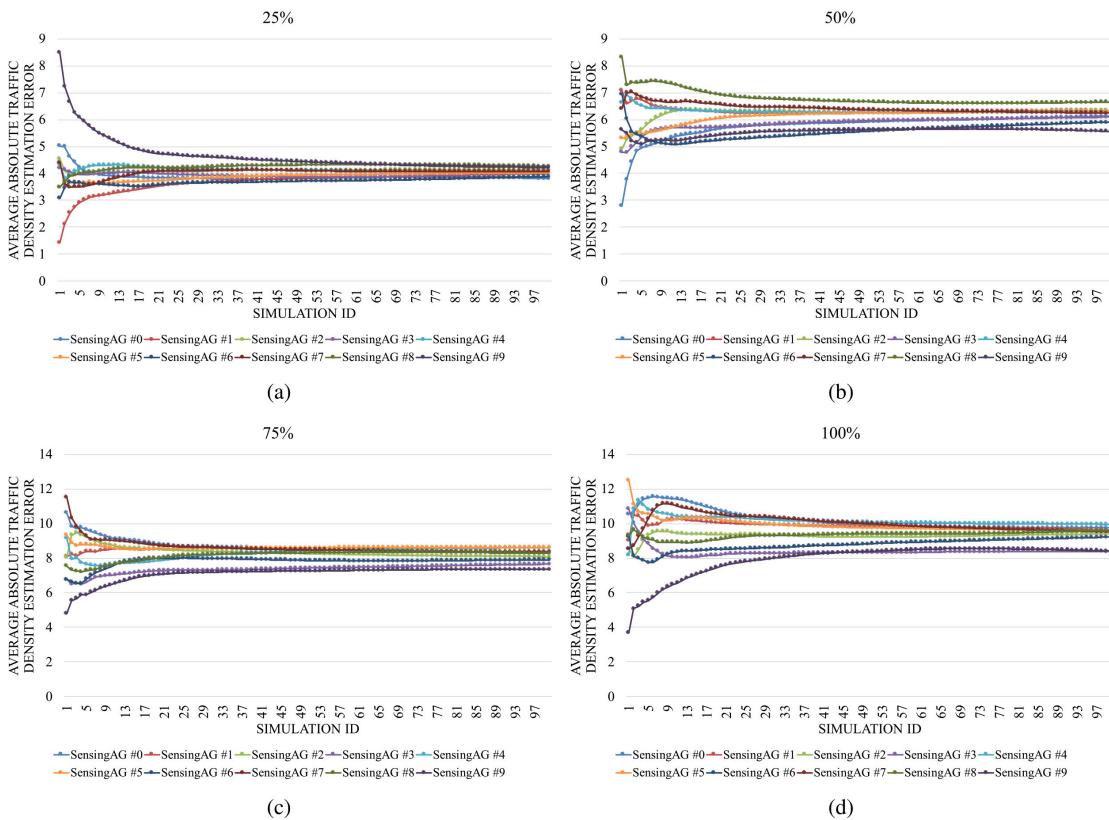 25%
AVERAGE ABSOLUTE TRAFFIC
DENSITY ESTIMATION ERROR
9
8
7
6
5
4
3
2
1
0
1 5 9 13 17 21 25 29 33 37 41 45 49 53 57 61 65 69 73 77 81 85 89 93 97
SIMULATION ID
SensingAG #0 SensingAG #1 SensingAG #2 SensingAG #3 SensingAG #4
SensingAG #5 SensingAG #6 SensingAG #7 SensingAG #8 SensingAG #9
(a)
50%
AVERAGE ABSOLUTE TRAFFIC
DENSITY ESTIMATION ERROR
9
8
7
6
5
4
3
2
1
0
1 5 9 13 17 21 25 29 33 37 41 45 49 53 57 61 65 69 73 77 81 85 89 93 97
SIMULATION ID
SensingAG #0 SensingAG #1 SensingAG #2 SensingAG #3 SensingAG #4
SensingAG #5 SensingAG #6 SensingAG #7 SensingAG #8 SensingAG #9
(b)
75%
AVERAGE ABSOLUTE TRAFFIC
DENSITY ESTIMATION ERROR
14
12
10
8
6
4
2
0
1 5 9 13 17 21 25 29 33 37 41 45 49 53 57 61 65 69 73 77 81 85 89 93 97
SIMULATION ID
SensingAG #0 SensingAG #1 SensingAG #2 SensingAG #3 SensingAG #4
SensingAG #5 SensingAG #6 SensingAG #7 SensingAG #8 SensingAG #9
(c)
100%
AVERAGE ABSOLUTE TRAFFIC
DENSITY ESTIMATION ERROR
14
12
10
8
6
4
2
0
1 5 9 13 17 21 25 29 33 37 41 45 49 53 57 61 65 69 73 77 81 85 89 93 97
SIMULATION ID
SensingAG #0 SensingAG #1 SensingAG #2 SensingAG #3 SensingAG #4
SensingAG #5 SensingAG #6 SensingAG #7 SensingAG #8 SensingAG #9
(d)